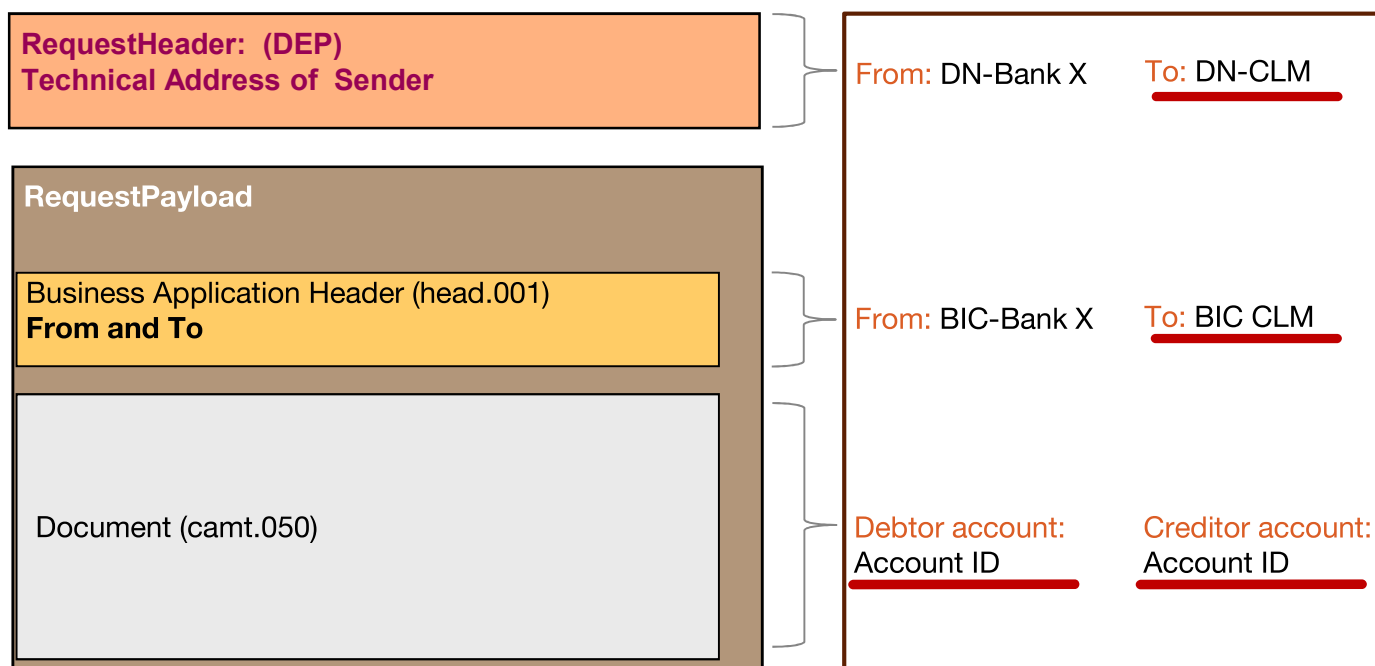 RequestHeader: (DEP)
Technical Address of Sender
From: DN-Bank X
To: DN-CLM
RequestPayload
Business Application Header (head.001)
From and To
From: BIC-Bank X
To: BIC CLM
Document (camt.050)
Debtor account:
Account ID
Creditor account:
Account ID